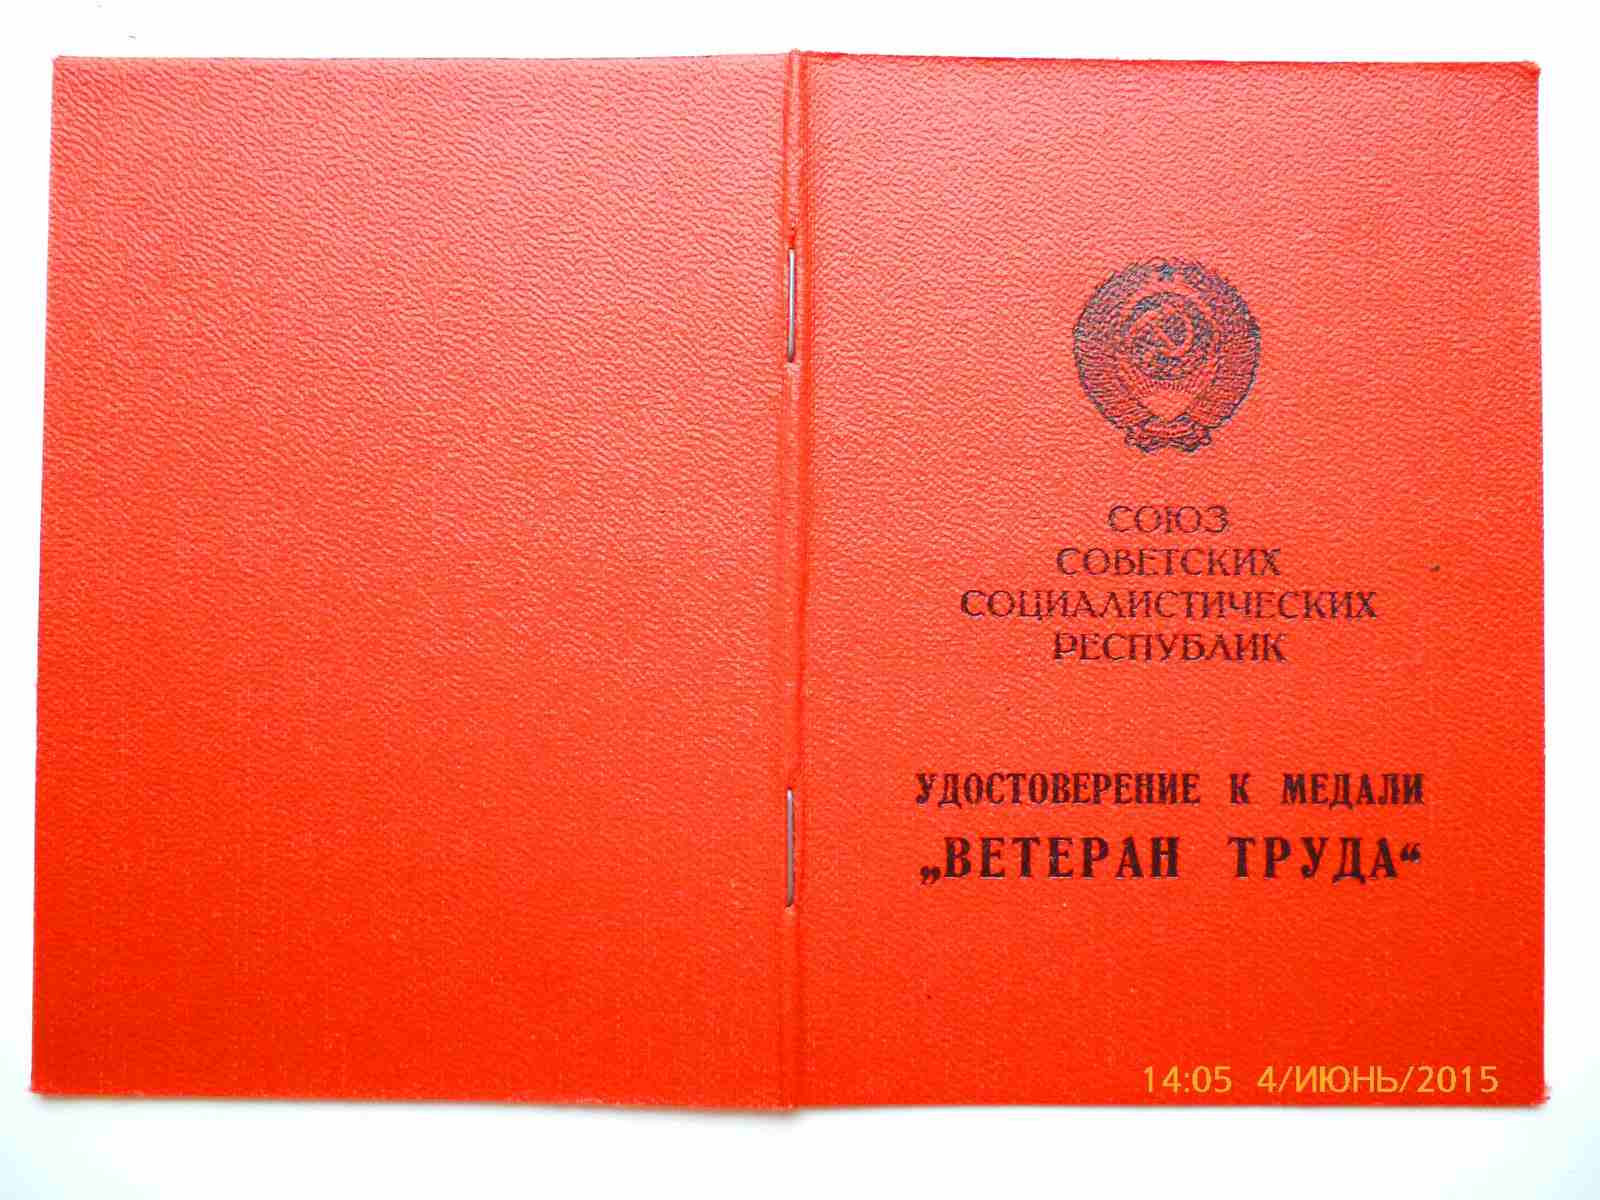 СОЮЗ
СОВЕТСКИХ
СОЦИАЛИСТИЧЕСКИХ
РЕСПУБЛИК
УДОСТОВЕРЕНИЕ К МЕДАЛИ
„ВЕТЕРАН ТРУДА“
14:05 4/ИЮНЬ/2015